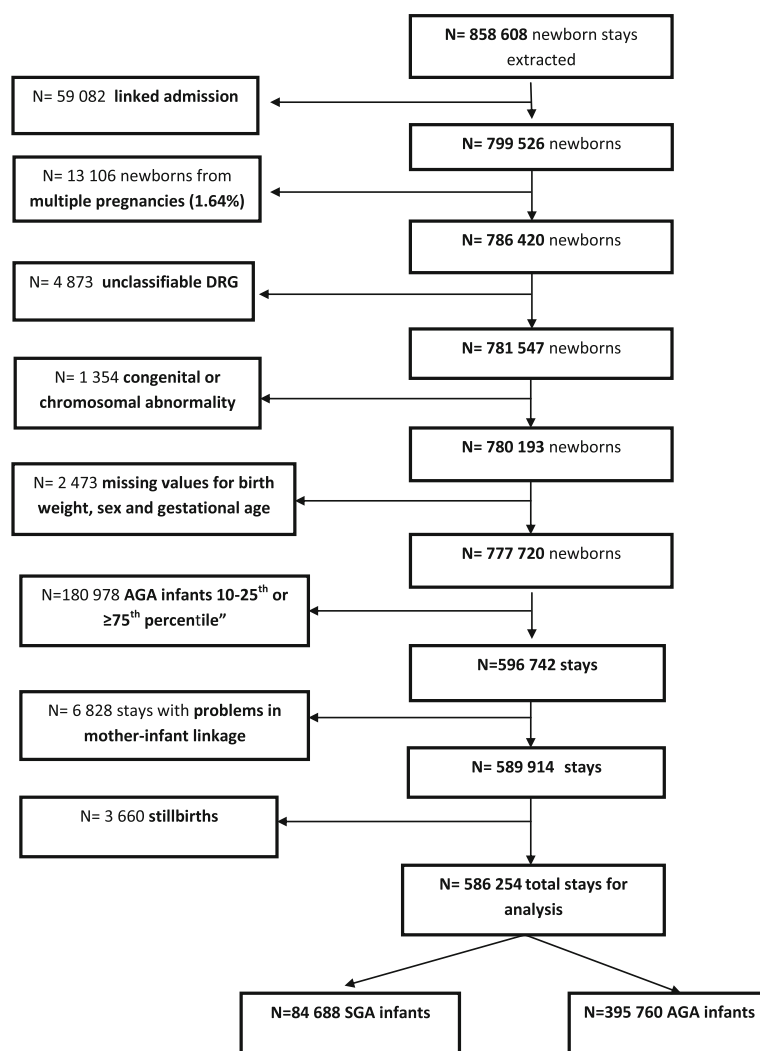 N= 858 608 newborn stays
extracted
N= 59 082 linked admission
N= 799 526 newborns
N= 13 106 newborns from
multiple pregnancies (1.64%)
N= 786 420 newborns
N= 4 873 unclassifiable DRG
N= 781 547 newborns
N= 1 354 congenital or
chromosomal abnormality
N= 780 193 newborns
N= 2 473 missing values for birth
weight, sex and gestational age
N= 777 720 newborns
N=180 978 AGA infants 10-25th or
≥75th percentile”
N=596 742 stays
N= 6 828 stays with problems in
mother-infant linkage
N= 589 914 stays
N= 3 660 stillbirths
N= 586 254 total stays for
analysis
N=84 688 SGA infants
N=395 760 AGA infants